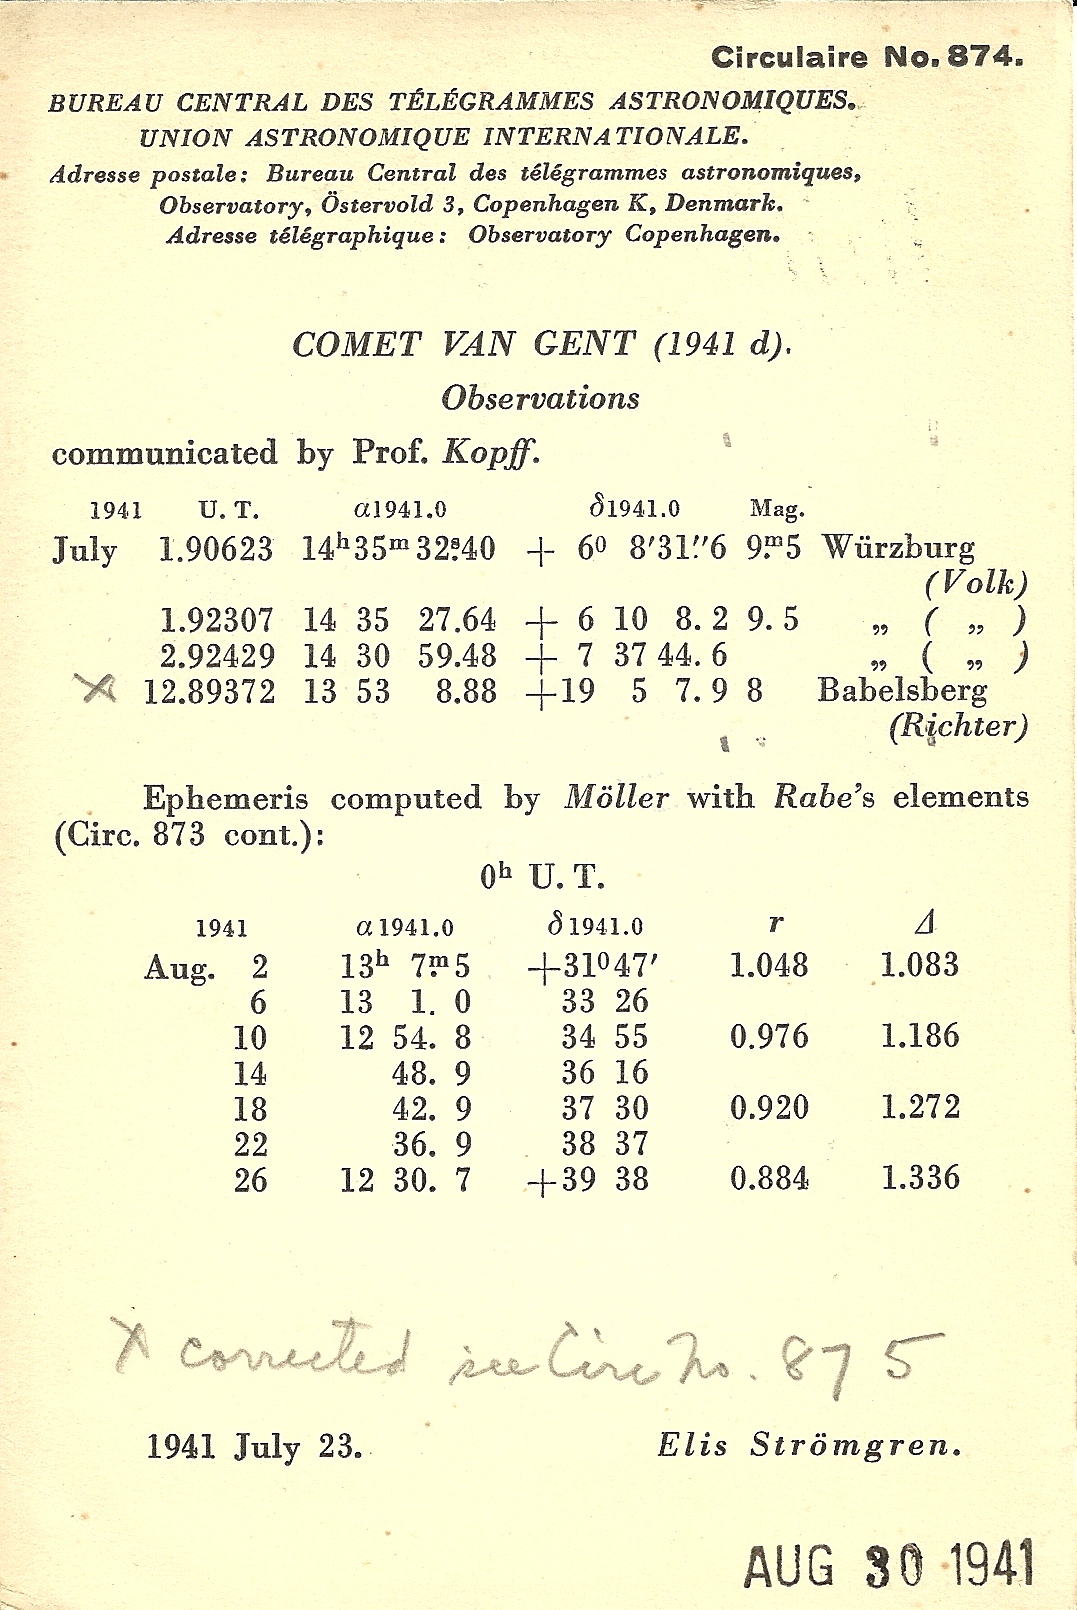 Circulaire No. 874.
BUREAU CENTRAL DES TÉLÉGRAMMES ASTRONOMIQUES.
UNION ASTRONOMIQUE INTERNATIONALE.
Adresse postale: Bureau Central des télégrammes astronomiques,
Observatory, Östervold 3, Copenhagen K, Denmark.
Adresse télégraphique: Observatory Copenhagen.
COMET VAN GENT (1941 d).
Observations
communicated by Prof. Kopff.
1941 U. T. α1941.0 δ1941.0 Mag.
July 1.90623 14ʰ35ᵐ32ˢ.40 + 6⁰ 8′31″.6 9ᵐ.5 Würzburg
(Volk)
1.92307 14 35 27.64 + 6 10 8.2 9.5 „ ( „ )
2.92429 14 30 59.48 + 7 37 44.6 „ ( „ )
X 12.89372 13 53 8.88 +19 5 7.9 8 Babelsberg
(Richter)
Ephemeris computed by Möller with Rabe's elements
(Circ. 873 cont.):
0ʰ U. T.
1941 α1941.0 δ1941.0 r Δ
Aug. 2 13ʰ 7ᵐ.5 +31⁰47′ 1.048 1.083
6 13 1.0 33 26
10 12 54.8 34 55 0.976 1.186
14 48.9 36 16
18 42.9 37 30 0.920 1.272
22 36.9 38 37
26 12 30.7 +39 38 0.884 1.336
X corrected see Circ No. 875
1941 July 23. Elis Strömgren.
AUG 30 1941